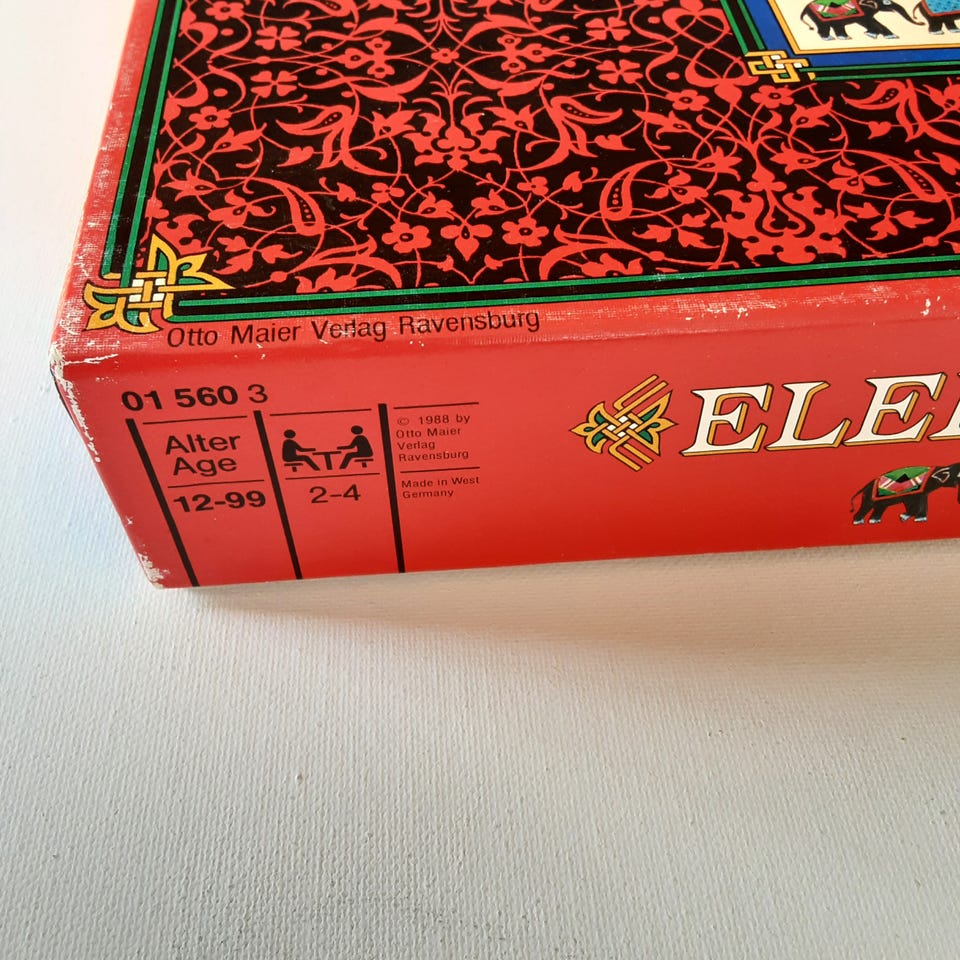 Otto Maier Verlag Ravensburg
01 560 3
Alter
Age
12-99
2-4
© 1988 by
Otto Maier
Verlag
Ravensburg
Made in West
Germany
ELE